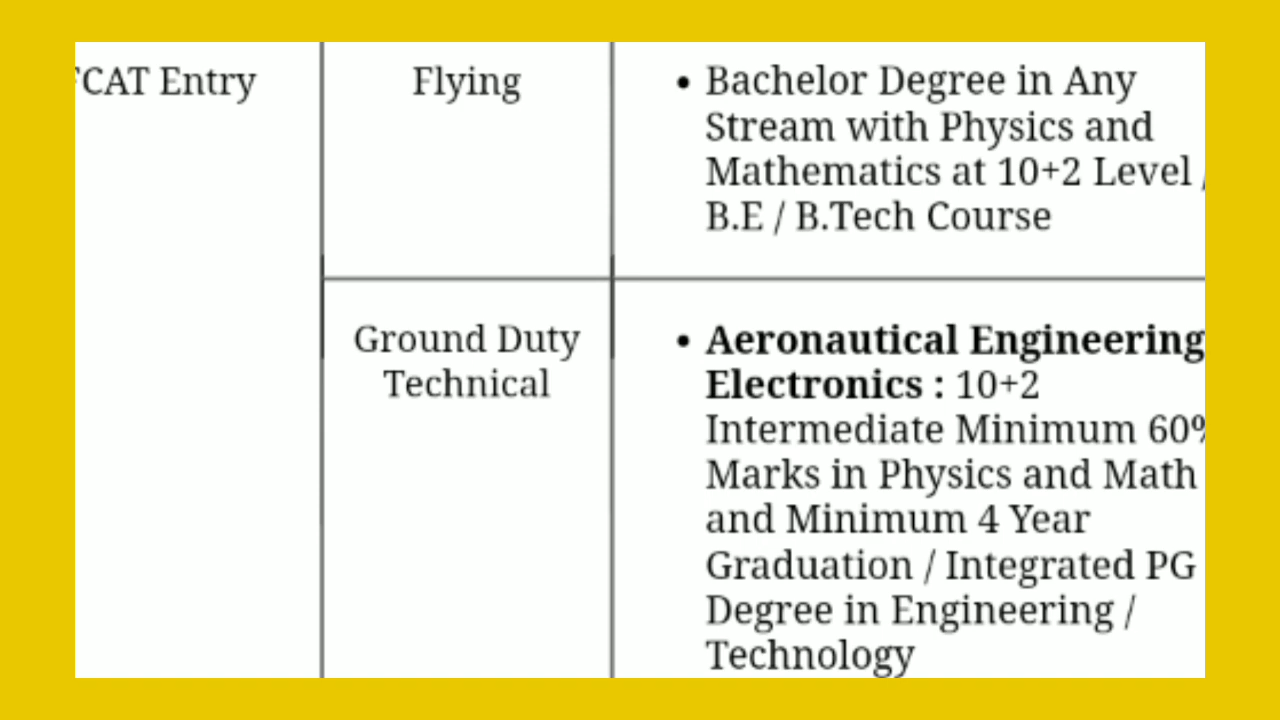 FCAT Entry
Flying
• Bachelor Degree in Any
Stream with Physics and
Mathematics at 10+2 Level /
B.E / B.Tech Course
Ground Duty
Technical
• Aeronautical Engineering
Electronics : 10+2
Intermediate Minimum 60%
Marks in Physics and Math
and Minimum 4 Year
Graduation / Integrated PG
Degree in Engineering /
Technology